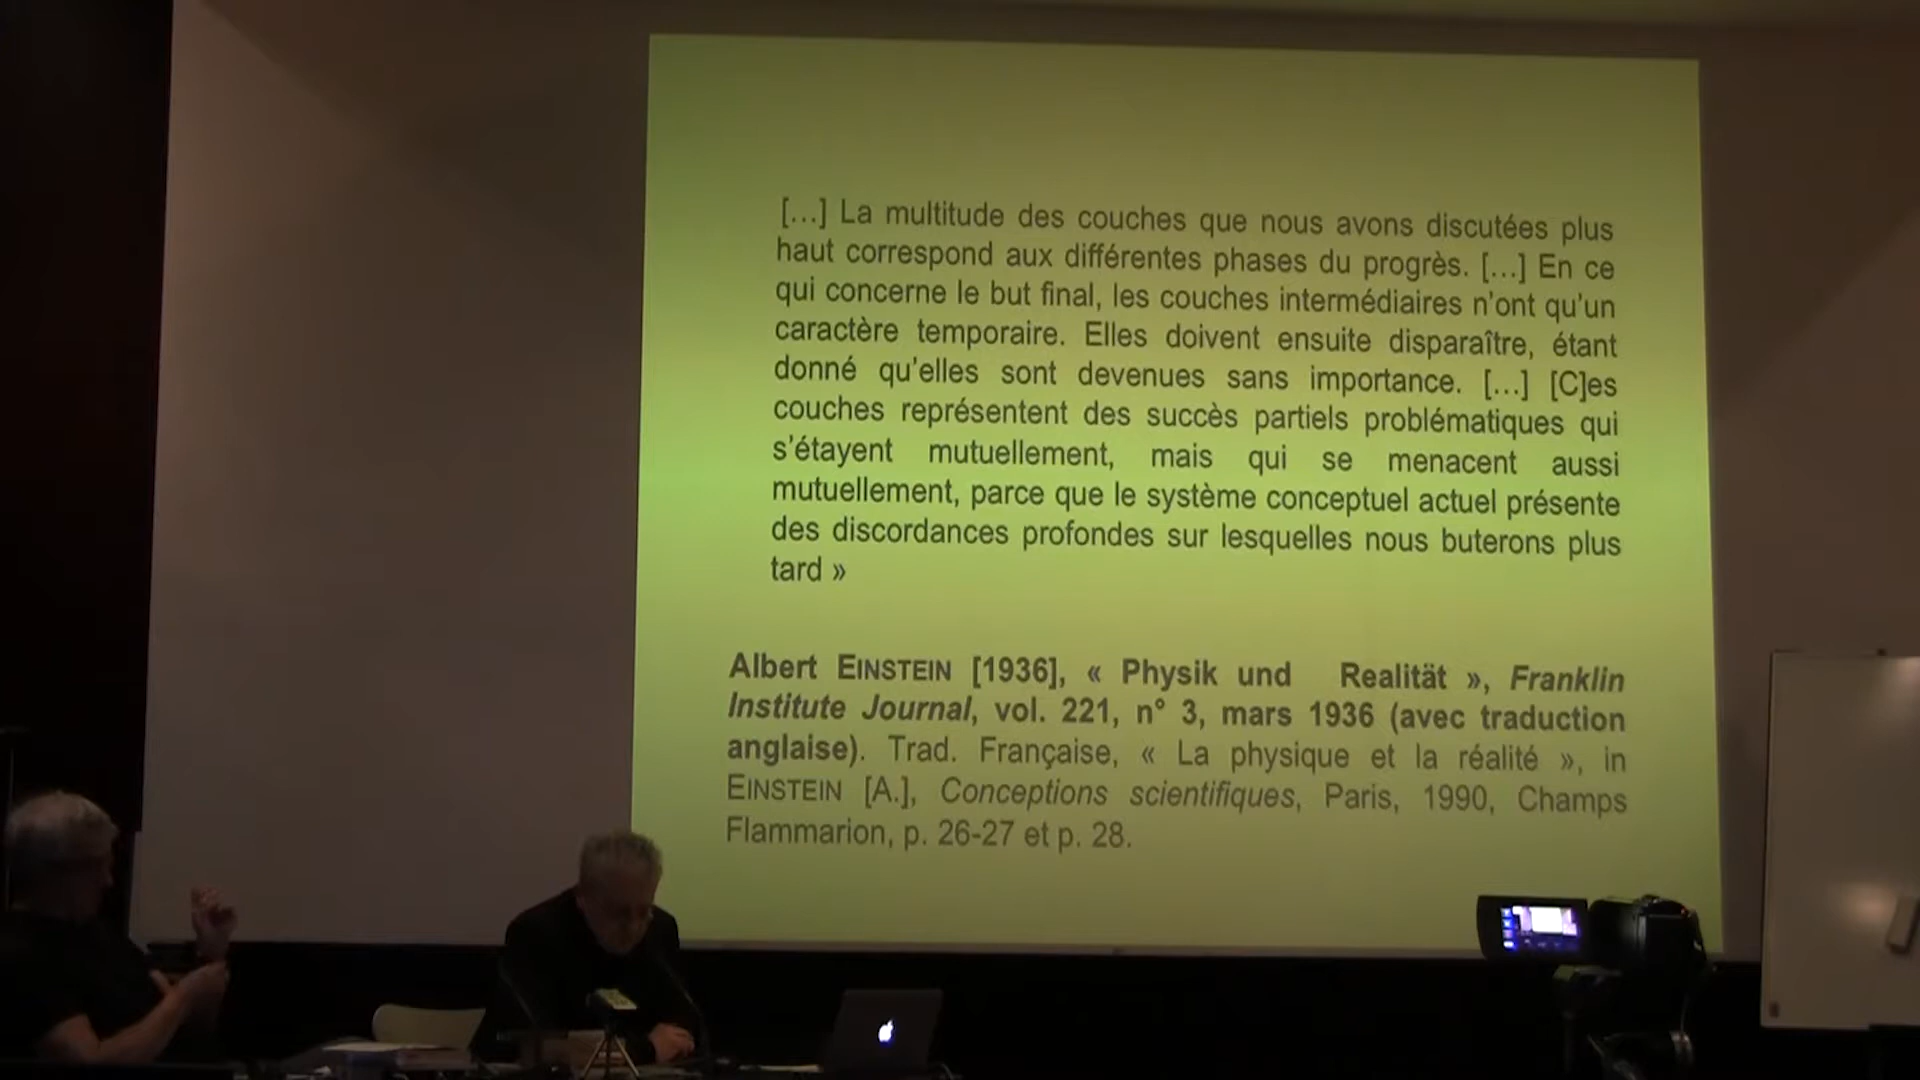 […] La multitude des couches que nous avons discutées plus
haut correspond aux différentes phases du progrès. […] En ce
qui concerne le but final, les couches intermédiaires n’ont qu’un
caractère temporaire. Elles doivent ensuite disparaître, étant
donné qu’elles sont devenues sans importance. […] [C]es
couches représentent des succès partiels problématiques qui
s’étayent mutuellement, mais qui se menacent aussi
mutuellement, parce que le système conceptuel actuel présente
des discordances profondes sur lesquelles nous buterons plus
tard »
Albert EINSTEIN [1936], « Physik und Realität », Franklin
Institute Journal, vol. 221, n° 3, mars 1936 (avec traduction
anglaise). Trad. Française, « La physique et la réalité », in
EINSTEIN [A.], Conceptions scientifiques, Paris, 1990, Champs
Flammarion, p. 26-27 et p. 28.